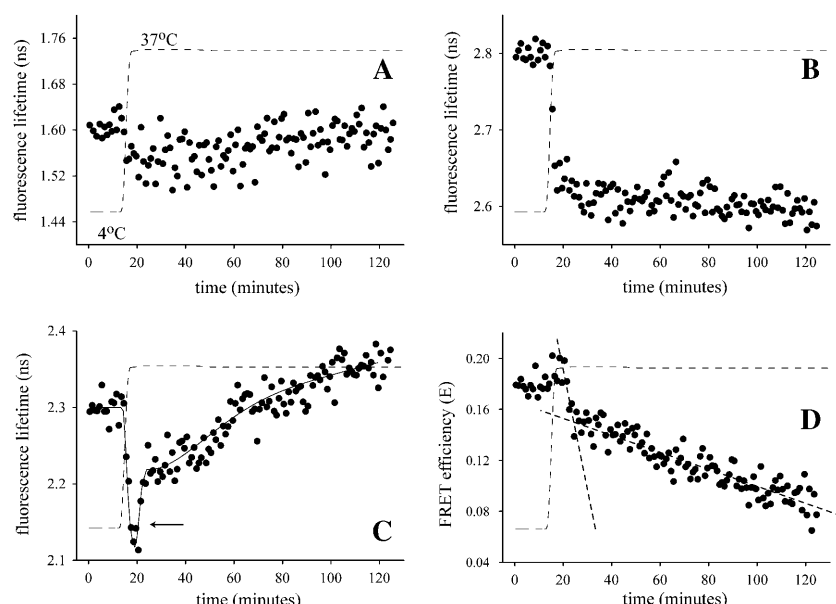 fluorescence lifetime (ns)
1.76
1.68
1.60
1.52
1.44
37°C
4°C
A
0 20 40 60 80 100 120
time (minutes)
fluorescence lifetime (ns)
2.8
2.7
2.6
B
0 20 40 60 80 100 120
time (minutes)
fluorescence lifetime (ns)
2.4
2.3
2.2
2.1
C
0 20 40 60 80 100 120
time (minutes)
FRET efficiency (E)
0.20
0.16
0.12
0.08
0.04
D
0 20 40 60 80 100 120
time (minutes)